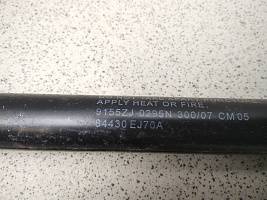 APPLY HEAT OR FIRE.
9155ZJ 0295N 300/07 CM 05
84430 EJ70A